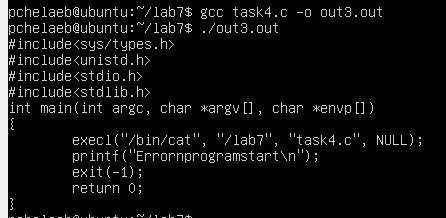 pchelaeb@ubuntu:~/lab7$ gcc task4.c -o out3.out
pchelaeb@ubuntu:~/lab7$ ./out3.out
#include<sys/types.h>
#include<unistd.h>
#include<stdio.h>
#include<stdlib.h>
int main(int argc, char *argv[], char *envp[])
{
        execl("/bin/cat", "/lab7", "task4.c", NULL);
        printf("Errornprogramstart\n");
        exit(-1);
        return 0;
}
pchelaeb@ubuntu:~/lab7$